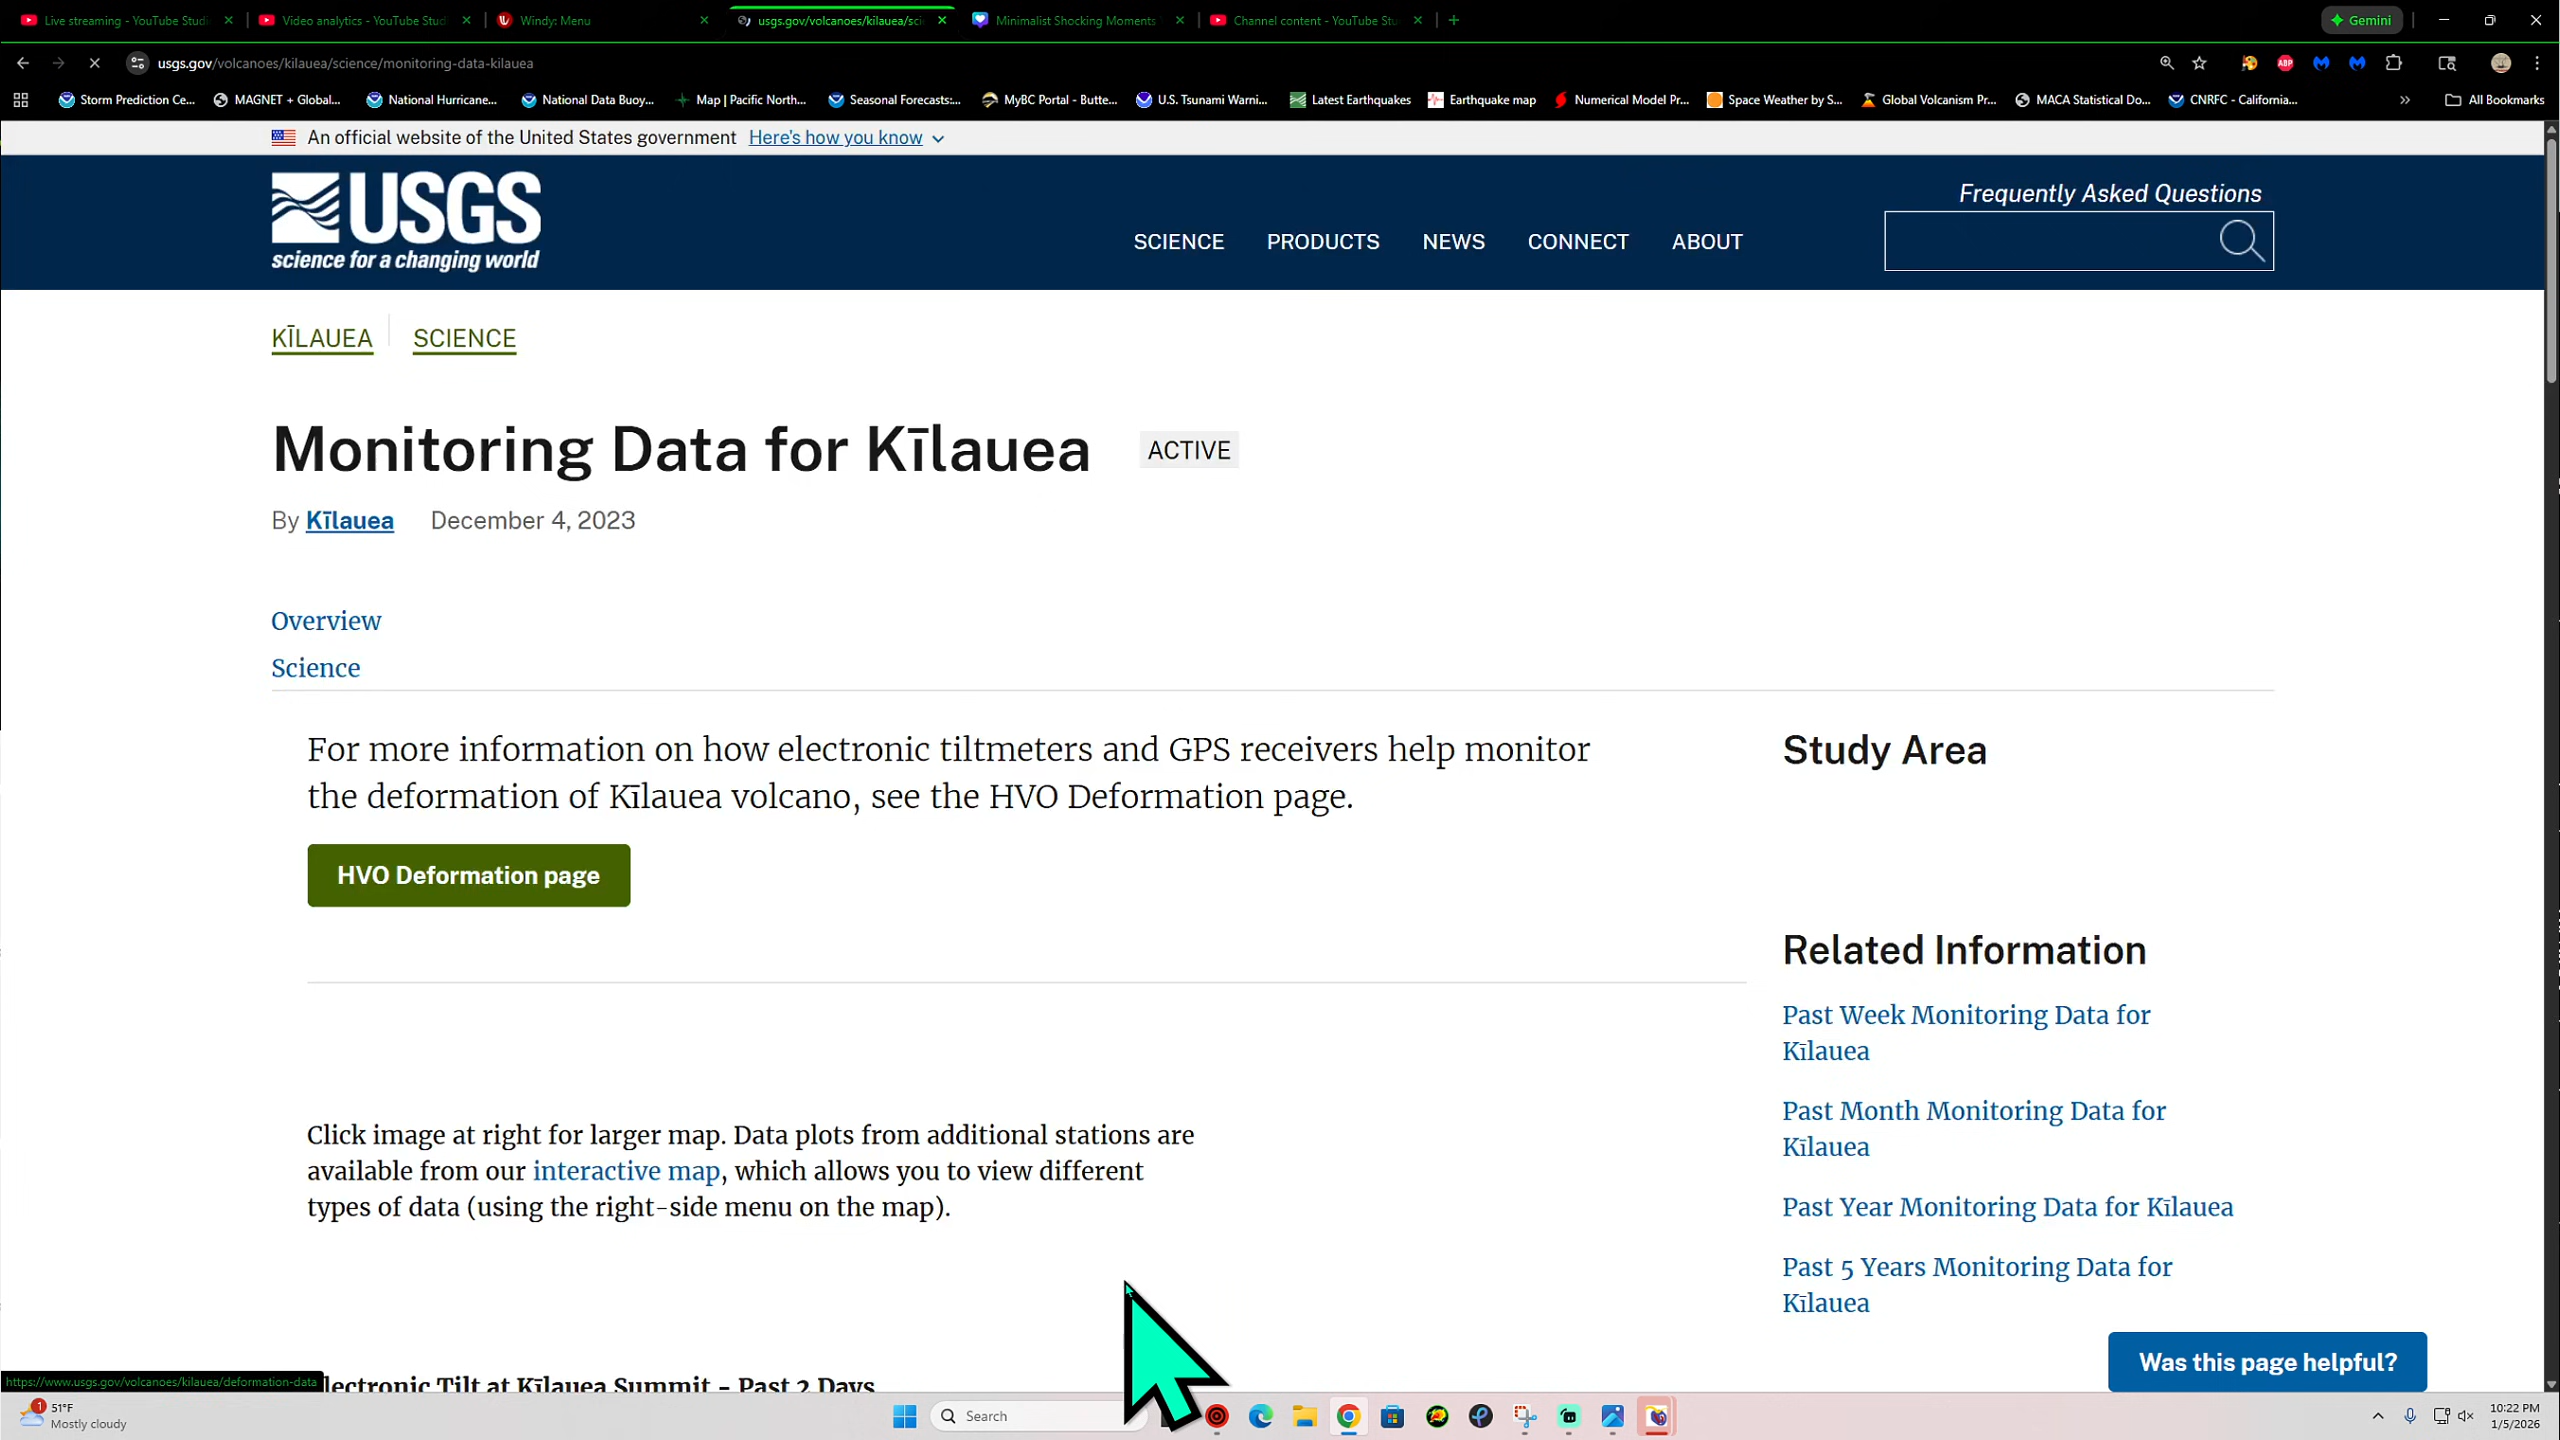 Live streaming - YouTube Studi
Video analytics - YouTube Studi
Windy: Menu
usgs.gov/volcanoes/kilauea/sci
Minimalist Shocking Moments
Channel content - YouTube Stu
Gemini
usgs.gov/volcanoes/kilauea/science/monitoring-data-kilauea
Storm Prediction Ce...
MAGNET + Global...
National Hurricane...
National Data Buoy...
Map | Pacific North...
Seasonal Forecasts:...
MyBC Portal - Butte...
U.S. Tsunami Warni...
Latest Earthquakes
Earthquake map
Numerical Model Pr...
Space Weather by S...
Global Volcanism Pr...
MACA Statistical Do...
CNRFC - California...
All Bookmarks
An official website of the United States government Here's how you know
USGS
science for a changing world
SCIENCE PRODUCTS NEWS CONNECT ABOUT
Frequently Asked Questions
KĪLAUEA SCIENCE
Monitoring Data for Kīlauea ACTIVE
By Kīlauea December 4, 2023
Overview
Science
For more information on how electronic tiltmeters and GPS receivers help monitor
the deformation of Kīlauea volcano, see the HVO Deformation page.
HVO Deformation page
Click image at right for larger map. Data plots from additional stations are
available from our interactive map, which allows you to view different
types of data (using the right-side menu on the map).
lectronic Tilt at Kīlauea Summit - Past 2 Days
Study Area
Related Information
Past Week Monitoring Data for
Kīlauea
Past Month Monitoring Data for
Kīlauea
Past Year Monitoring Data for Kīlauea
Past 5 Years Monitoring Data for
Kīlauea
Was this page helpful?
https://www.usgs.gov/volcanoes/kilauea/deformation-data
1
51°F
Mostly cloudy
Search
10:22 PM
1/5/2026